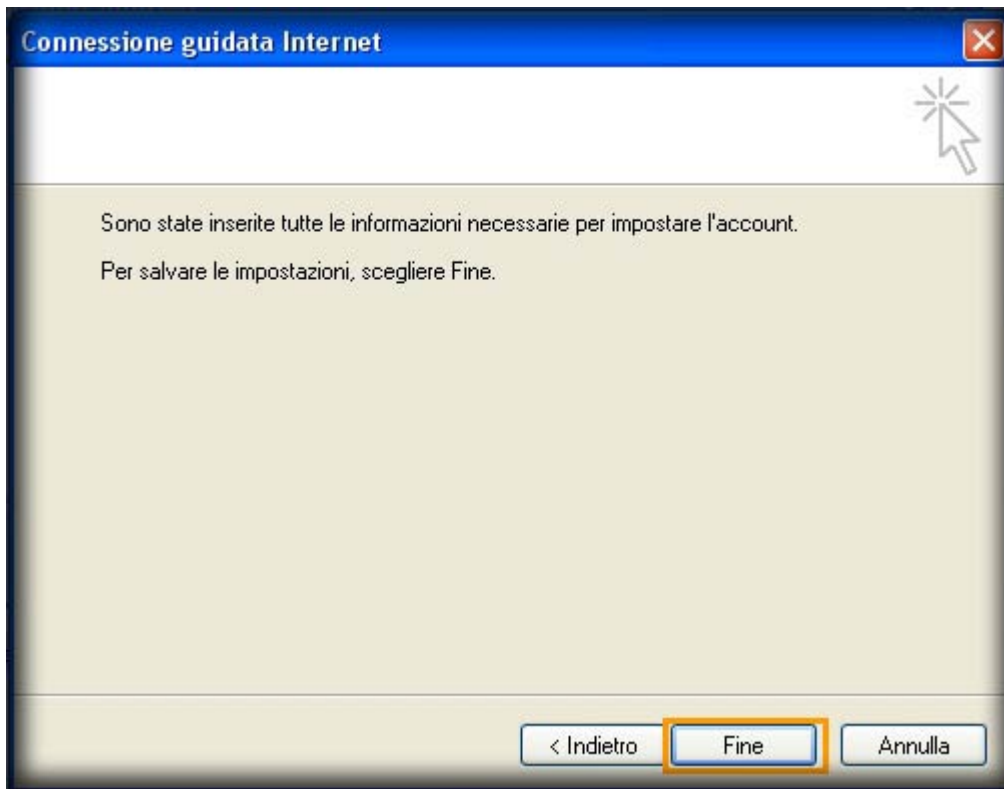 Connessione guidata Internet
Sono state inserite tutte le informazioni necessarie per impostare l'account.
Per salvare le impostazioni, scegliere Fine.
< Indietro
Fine
Annulla